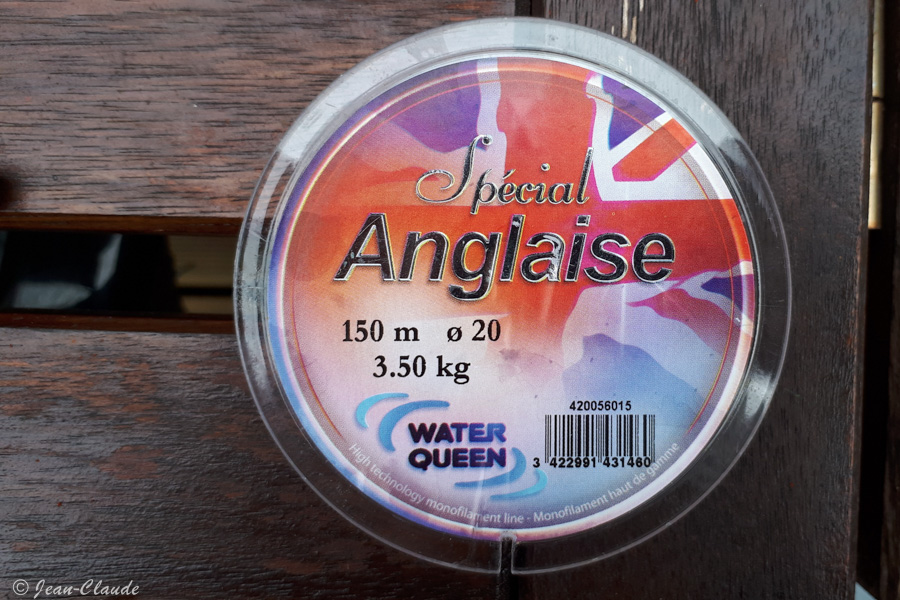 Spécial
Anglaise
150 m ø 20
3.50 kg
WATER
QUEEN
420056015
3 422991 431460
High technology monofilament line - Monofilament haut de gamme
© Jean-Claude